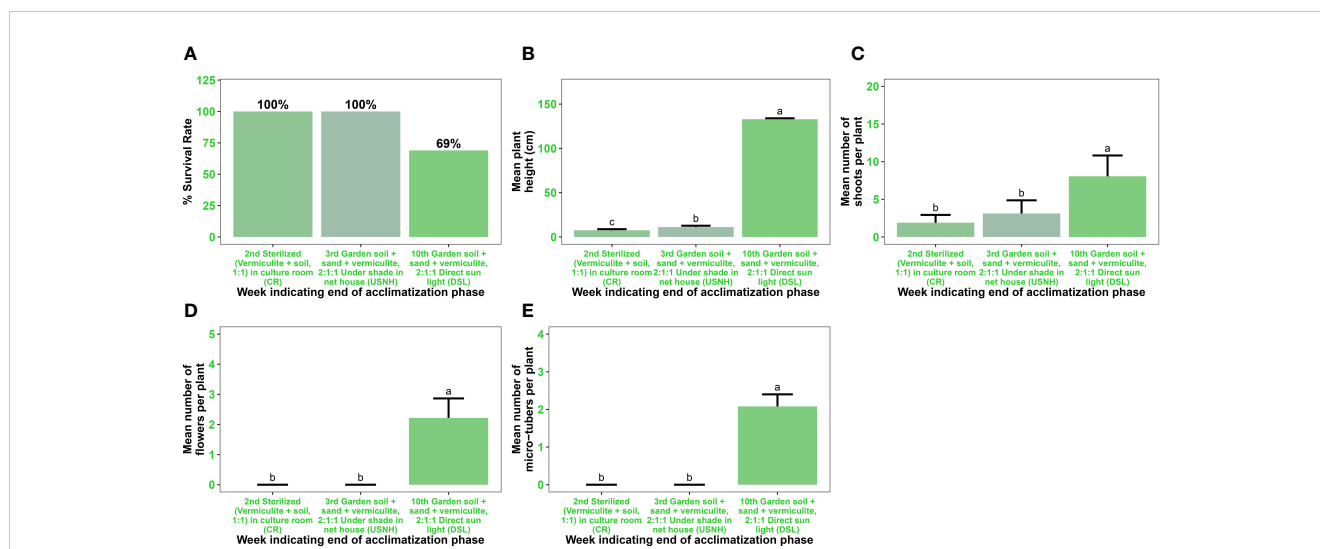 A
% Survival Rate
125
100
75
50
25
0
100%
100%
69%
2nd Sterilized
(Vermiculite + soil,
1:1) in culture room
(CR)
3rd Garden soil +
sand + vermiculite,
2:1:1 Under shade in
net house (USNH)
10th Garden soil +
sand + vermiculite,
2:1:1 Direct sun
light (DSL)
Week indicating end of acclimatization phase
B
Mean plant
height (cm)
150
100
50
0
c
b
a
2nd Sterilized
(Vermiculite + soil,
1:1) in culture room
(CR)
3rd Garden soil +
sand + vermiculite,
2:1:1 Under shade in
net house (USNH)
10th Garden soil +
sand + vermiculite,
2:1:1 Direct sun
light (DSL)
Week indicating end of acclimatization phase
C
Mean number of
shoots per plant
20
15
10
5
0
b
b
a
2nd Sterilized
(Vermiculite + soil,
1:1) in culture room
(CR)
3rd Garden soil +
sand + vermiculite,
2:1:1 Under shade in
net house (USNH)
10th Garden soil +
sand + vermiculite,
2:1:1 Direct sun
light (DSL)
Week indicating end of acclimatization phase
D
Mean number of
flowers per plant
5
4
3
2
1
0
b
b
a
2nd Sterilized
(Vermiculite + soil,
1:1) in culture room
(CR)
3rd Garden soil +
sand + vermiculite,
2:1:1 Under shade in
net house (USNH)
10th Garden soil +
sand + vermiculite,
2:1:1 Direct sun
light (DSL)
Week indicating end of acclimatization phase
E
Mean number of
micro−tubers per plant
4
3
2
1
0
b
b
a
2nd Sterilized
(Vermiculite + soil,
1:1) in culture room
(CR)
3rd Garden soil +
sand + vermiculite,
2:1:1 Under shade in
net house (USNH)
10th Garden soil +
sand + vermiculite,
2:1:1 Direct sun
light (DSL)
Week indicating end of acclimatization phase